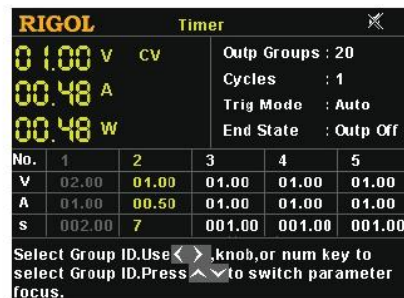 RIGOL Timer
01.00 V CV
00.48 A
00.48 W
Outp Groups : 20
Cycles : 1
Trig Mode : Auto
End State : Outp Off
No. 1 2 3 4 5
V 02.00 01.00 01.00 01.00 01.00
A 01.00 00.50 01.00 01.00 01.00
s 002.00 7 001.00 001.00 001.00
Select Group ID.Use < > ,knob,or num key to
select Group ID.Press ∧ ∨ to switch parameter
focus.